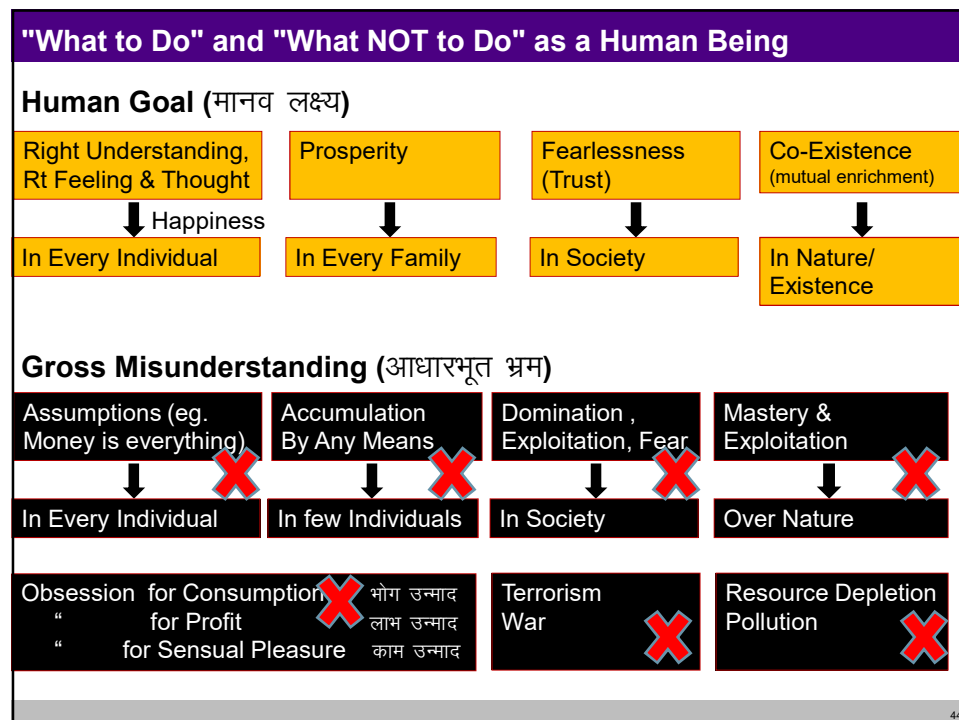 "What to Do" and "What NOT to Do" as a Human Being
Human Goal (मानव लक्ष्य)
Right Understanding,
Rt Feeling & Thought
Prosperity
Fearlessness
(Trust)
Co-Existence
(mutual enrichment)
Happiness
In Every Individual
In Every Family
In Society
In Nature/
Existence
Gross Misunderstanding (आधारभूत भ्रम)
Assumptions (eg.
Money is everything)
Accumulation
By Any Means
Domination ,
Exploitation, Fear
Mastery &
Exploitation
In Every Individual
In few Individuals
In Society
Over Nature
Obsession for Consumption भोग उन्माद
“ for Profit लाभ उन्माद
“ for Sensual Pleasure काम उन्माद
Terrorism
War
Resource Depletion
Pollution
44